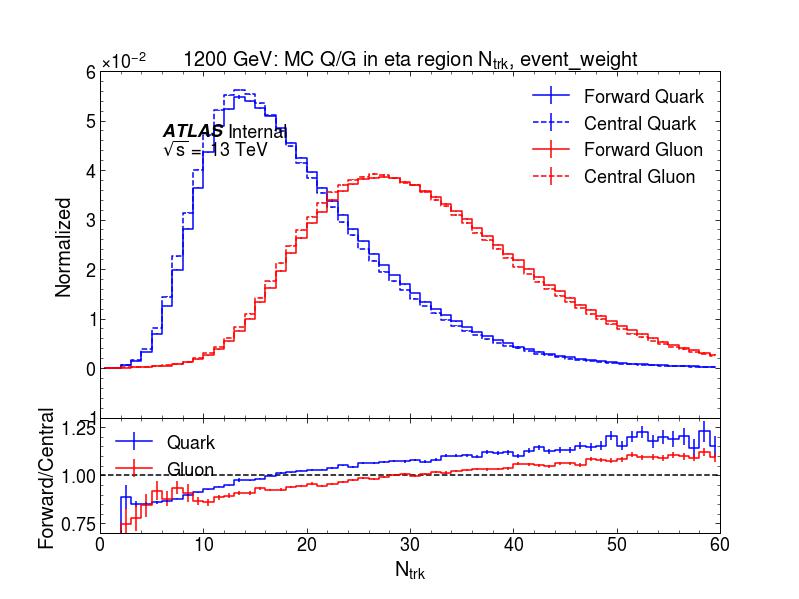 ×10⁻² 1200 GeV: MC Q/G in eta region Ntrk, event_weight
6
5
4
3
2
1
0
−1
Normalized
ATLAS Internal
√s = 13 TeV
Forward Quark
Central Quark
Forward Gluon
Central Gluon
1.25
1.00
0.75
Forward/Central
Quark
Gluon
0 10 20 30 40 50 60
Ntrk